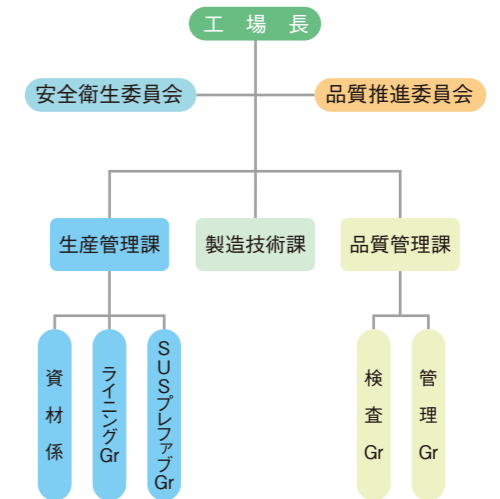 工場長
安全衛生委員会
品質推進委員会
生産管理課
製造技術課
品質管理課
資材係
ライニングGr
SUSプレファブGr
検査Gr
管理Gr